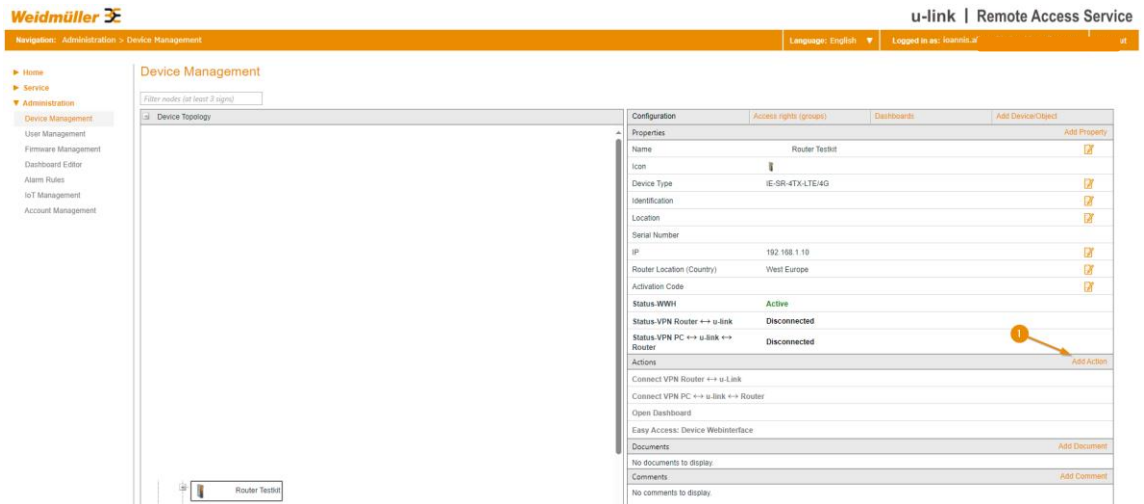 Weidmüller
u-link | Remote Access Service
Navigation: Administration > Device Management
Language: English ▼
Logged in as: ioannis.al
ut
► Home
► Service
▼ Administration
Device Management
User Management
Firmware Management
Dashboard Editor
Alarm Rules
IoT Management
Account Management
Device Management
Filter nodes (at least 3 signs)
Device Topology
Router Testkit
Configuration Access rights (groups) Dashboards Add Device/Object
Properties Add Property
Name Router Testkit
Icon
Device Type IE-SR-4TX-LTE/4G
Identification
Location
Serial Number
IP 192.168.1.10
Router Location (Country) West Europe
Activation Code
Status-WWH Active
Status-VPN Router ↔ u-link Disconnected
Status-VPN PC ↔ u-link ↔
Router Disconnected
1
Actions Add Action
Connect VPN Router ↔ u-Link
Connect VPN PC ↔ u-link ↔ Router
Open Dashboard
Easy Access: Device Webinterface
Documents Add Document
No documents to display.
Comments Add Comment
No comments to display.